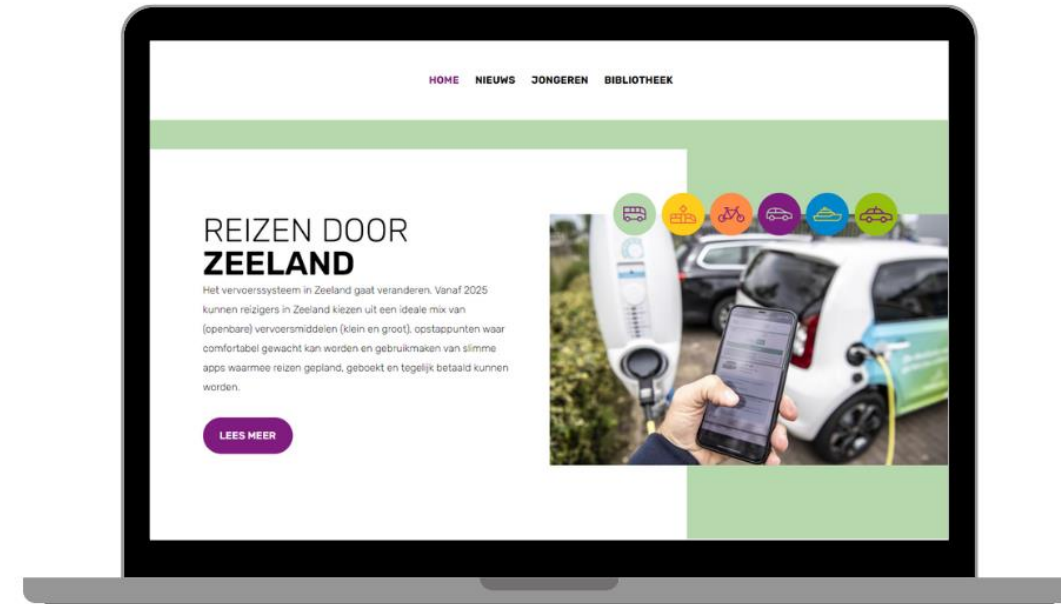 HOME NIEUWS JONGEREN BIBLIOTHEEK
REIZEN DOOR
ZEELAND
Het vervoerssysteem in Zeeland gaat veranderen. Vanaf 2025
kunnen reizigers in Zeeland kiezen uit een ideale mix van
(openbare) vervoersmiddelen (klein en groot), opstappunten waar
comfortabel gewacht kan worden en gebruikmaken van slimme
apps waarmee reizen gepland, geboekt en tegelijk betaald kunnen
worden.
LEES MEER